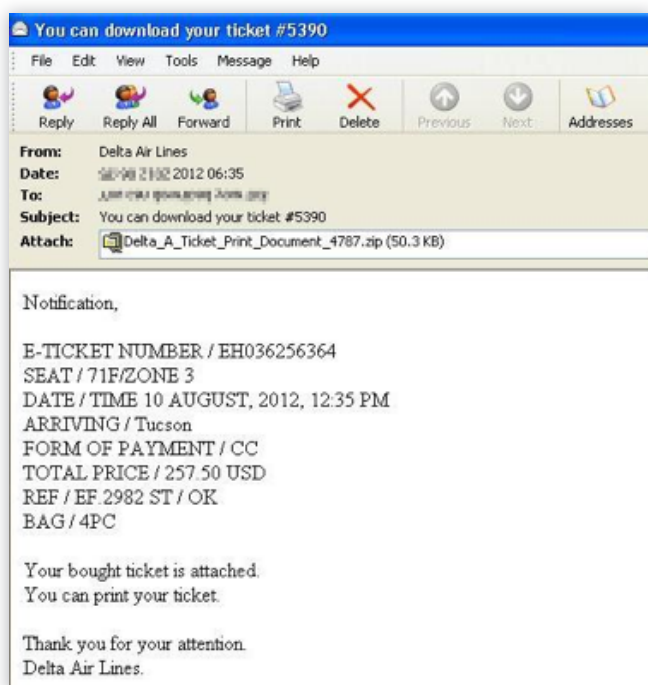 You can download your ticket #5390
File Edit View Tools Message Help
Reply Reply All Forward Print Delete Previous Next Addresses
From: Delta Air Lines
Date: 2012 06:35
To:
Subject: You can download your ticket #5390
Attach: Delta_A_Ticket_Print_Document_4787.zip (50.3 KB)
Notification,
E-TICKET NUMBER / EH036256364
SEAT / 71F/ZONE 3
DATE / TIME 10 AUGUST, 2012, 12:35 PM
ARRIVING / Tucson
FORM OF PAYMENT / CC
TOTAL PRICE / 257.50 USD
REF / EF.2982 ST / OK
BAG / 4PC
Your bought ticket is attached.
You can print your ticket.
Thank you for your attention.
Delta Air Lines.